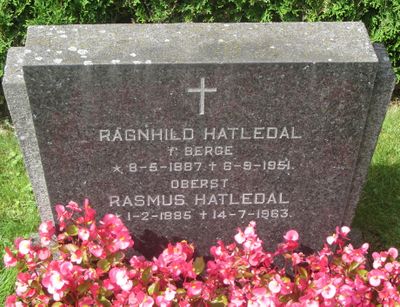 RAGNHILD HATLEDAL
F. BERGE
* 8-5-1887 + 6-9-1951.
OBERST
RASMUS HATLEDAL
* 1-2-1885 + 14-7-1963.